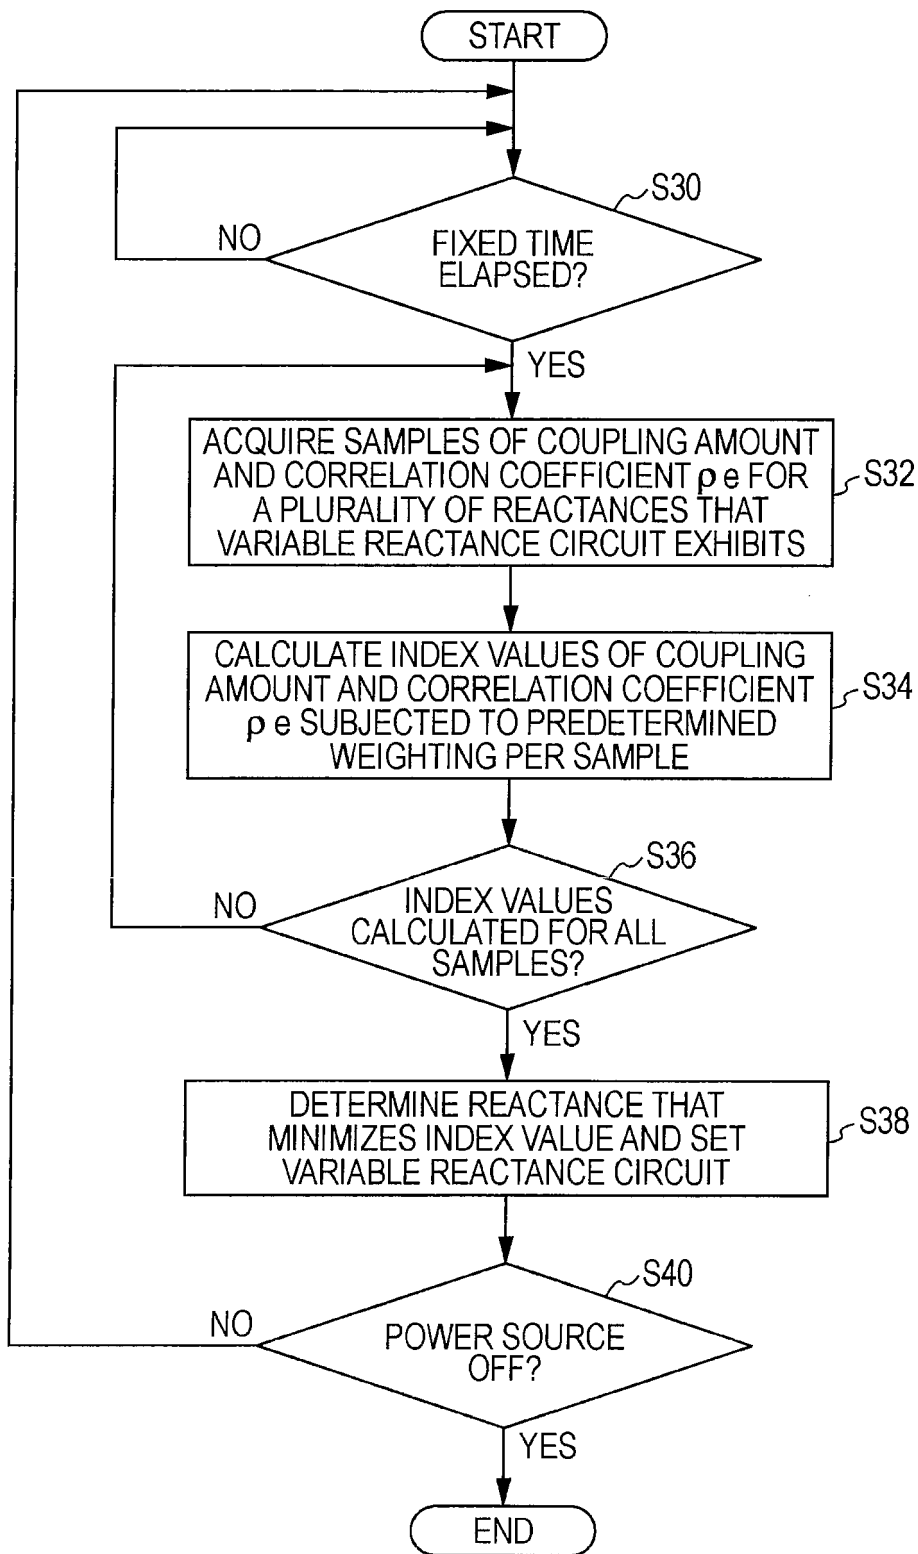 START
S30
NO
FIXED TIME
ELAPSED?
YES
ACQUIRE SAMPLES OF COUPLING AMOUNT
AND CORRELATION COEFFICIENT ρe FOR
A PLURALITY OF REACTANCES THAT
VARIABLE REACTANCE CIRCUIT EXHIBITS
S32
CALCULATE INDEX VALUES OF COUPLING
AMOUNT AND CORRELATION COEFFICIENT
ρe SUBJECTED TO PREDETERMINED
WEIGHTING PER SAMPLE
S34
S36
NO
INDEX VALUES
CALCULATED FOR ALL
SAMPLES?
YES
DETERMINE REACTANCE THAT
MINIMIZES INDEX VALUE AND SET
VARIABLE REACTANCE CIRCUIT
S38
S40
NO
POWER SOURCE
OFF?
YES
END